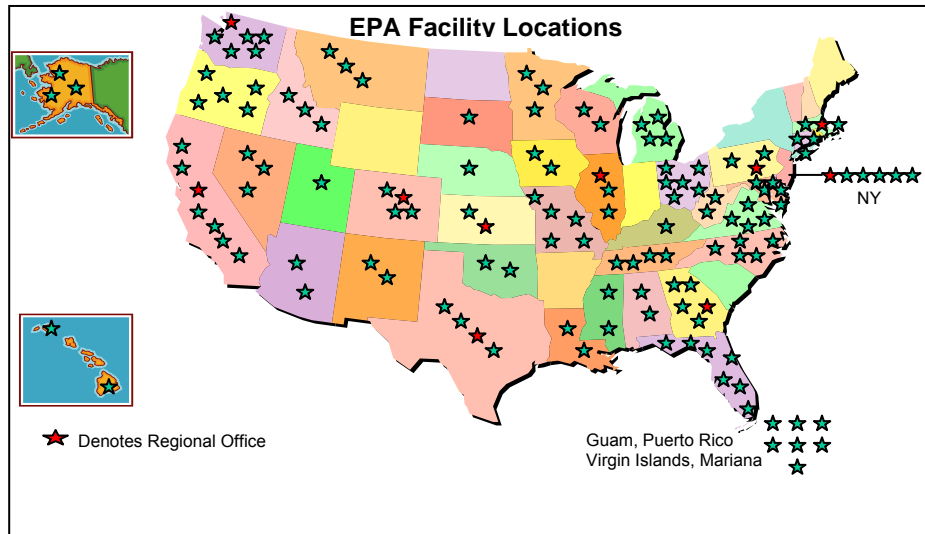 EPA Facility Locations
NY
Denotes Regional Office
Guam, Puerto Rico
Virgin Islands, Mariana